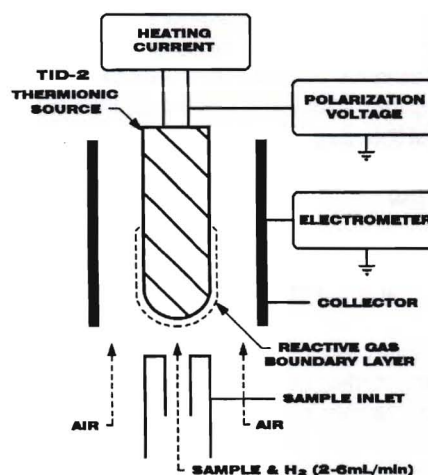 HEATING
CURRENT
TID-2
THERMIONIC
SOURCE
POLARIZATION
VOLTAGE
ELECTROMETER
COLLECTOR
REACTIVE GAS
BOUNDARY LAYER
SAMPLE INLET
AIR
AIR
SAMPLE & H₂ (2-6mL/min)